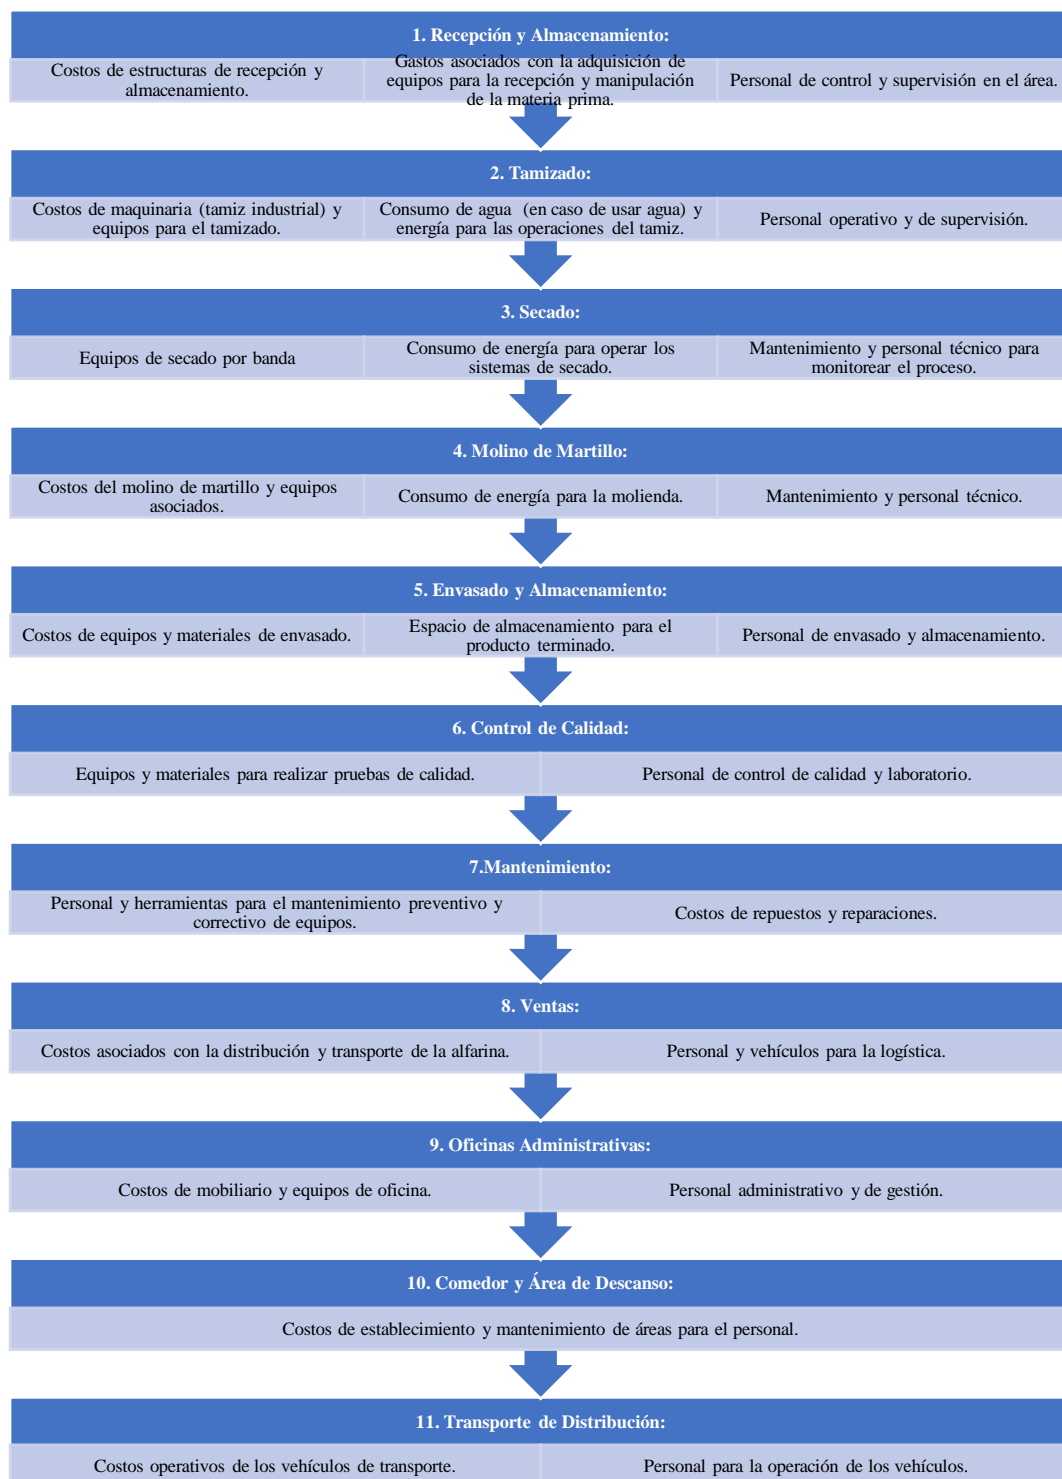 1. Recepción y Almacenamiento:
Costos de estructuras de recepción y
almacenamiento.
Gastos asociados con la adquisición de
equipos para la recepción y manipulación
de la materia prima.
Personal de control y supervisión en el área.
2. Tamizado:
Costos de maquinaria (tamiz industrial) y
equipos para el tamizado.
Consumo de agua (en caso de usar agua) y
energía para las operaciones del tamiz.
Personal operativo y de supervisión.
3. Secado:
Equipos de secado por banda
Consumo de energía para operar los
sistemas de secado.
Mantenimiento y personal técnico para
monitorear el proceso.
4. Molino de Martillo:
Costos del molino de martillo y equipos
asociados.
Consumo de energía para la molienda.
Mantenimiento y personal técnico.
5. Envasado y Almacenamiento:
Costos de equipos y materiales de envasado.
Espacio de almacenamiento para el
producto terminado.
Personal de envasado y almacenamiento.
6. Control de Calidad:
Equipos y materiales para realizar pruebas de calidad.
Personal de control de calidad y laboratorio.
7.Mantenimiento:
Personal y herramientas para el mantenimiento preventivo y
correctivo de equipos.
Costos de repuestos y reparaciones.
8. Ventas:
Costos asociados con la distribución y transporte de la alfarina.
Personal y vehículos para la logística.
9. Oficinas Administrativas:
Costos de mobiliario y equipos de oficina.
Personal administrativo y de gestión.
10. Comedor y Área de Descanso:
Costos de establecimiento y mantenimiento de áreas para el personal.
11. Transporte de Distribución:
Costos operativos de los vehículos de transporte.
Personal para la operación de los vehículos.